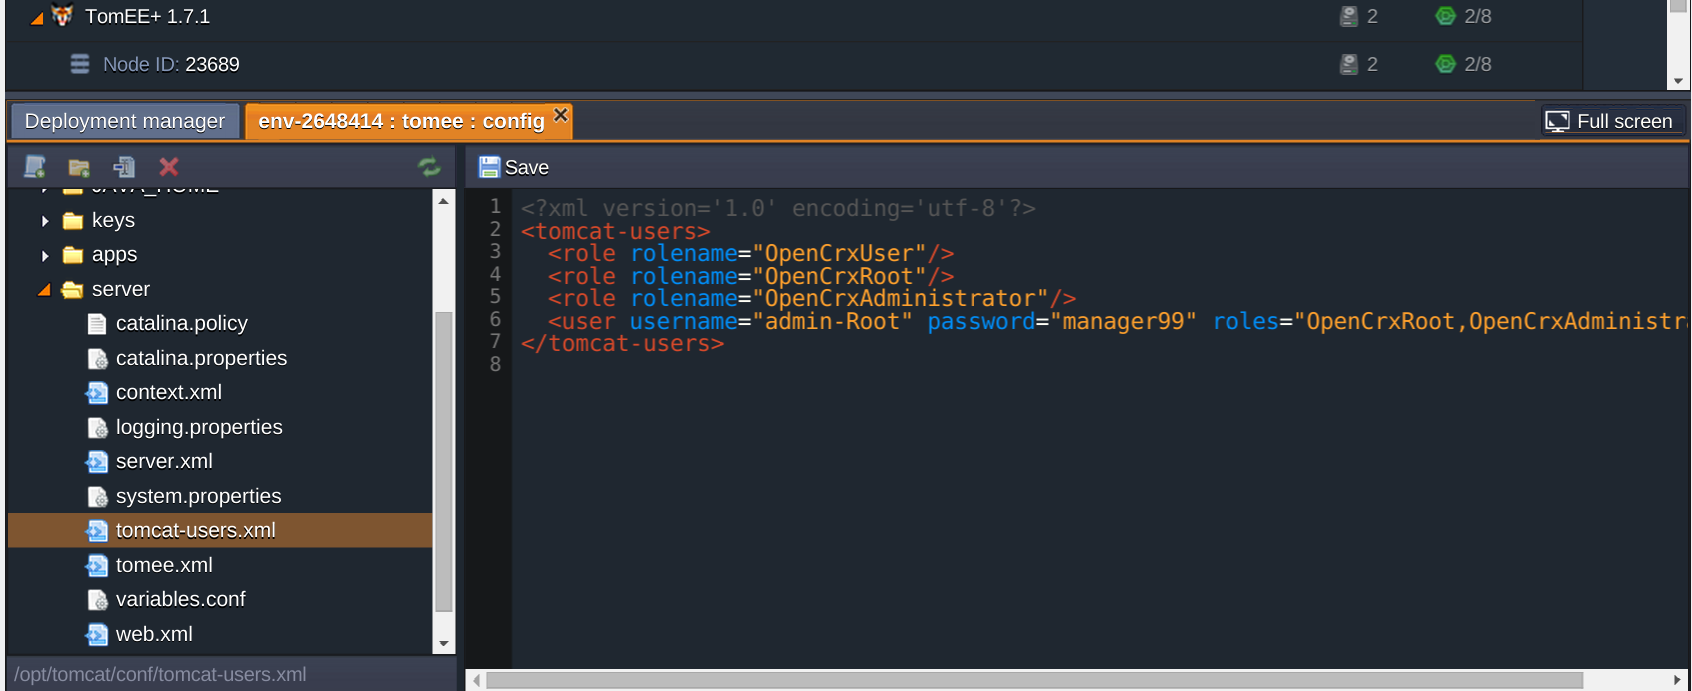 TomEE+ 1.7.1 2 2/8
Node ID: 23689 2 2/8
Deployment manager env-2648414 : tomee : config Full screen
Save
JAVA_HOME
keys
apps
server
catalina.policy
catalina.properties
context.xml
logging.properties
server.xml
system.properties
tomcat-users.xml
tomee.xml
variables.conf
web.xml
/opt/tomcat/conf/tomcat-users.xml
1 <?xml version='1.0' encoding='utf-8'?>
2 <tomcat-users>
3 <role rolename="OpenCrxUser"/>
4 <role rolename="OpenCrxRoot"/>
5 <role rolename="OpenCrxAdministrator"/>
6 <user username="admin-Root" password="manager99" roles="OpenCrxRoot,OpenCrxAdministr
7 </tomcat-users>
8